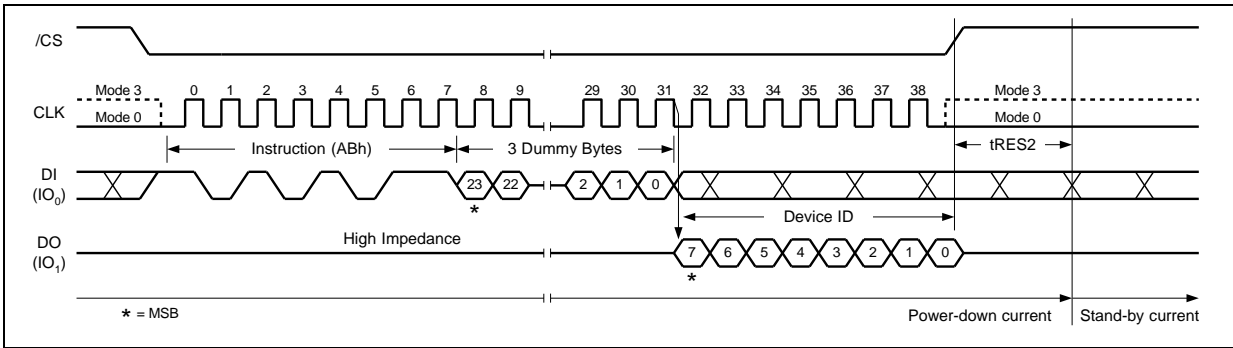 /CS
Mode 3 0 1 2 3 4 5 6 7 8 9 29 30 31 32 33 34 35 36 37 38 Mode 3
CLK
Mode 0 Mode 0
Instruction (ABh) 3 Dummy Bytes tRES2
DI
(IO0)
23 22 2 1 0
*
Device ID
High Impedance
DO
(IO1)
7 6 5 4 3 2 1 0
*
* = MSB
Power-down current Stand-by current